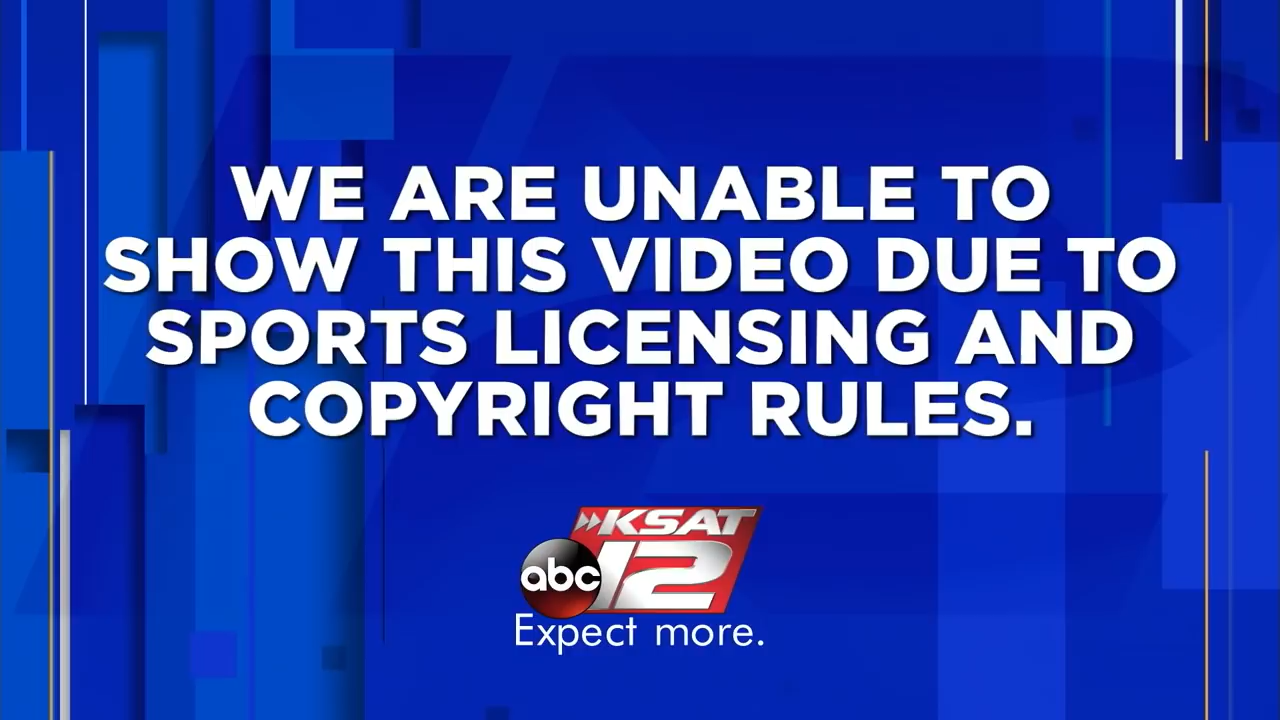 WE ARE UNABLE TO
SHOW THIS VIDEO DUE TO
SPORTS LICENSING AND
COPYRIGHT RULES.
KSAT
abc 12
Expect more.